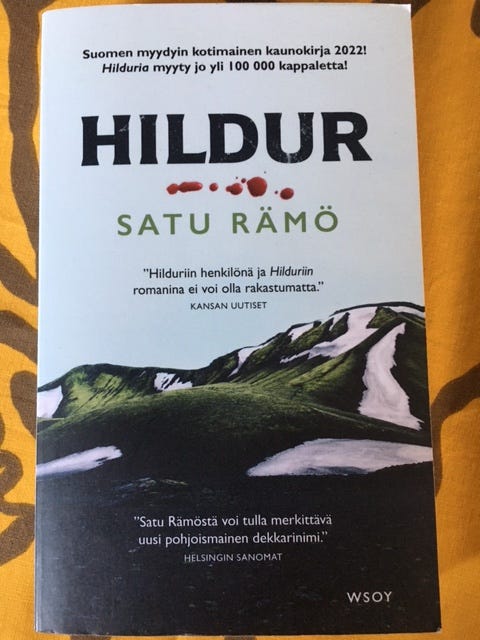 Suomen myydyin kotimainen kaunokirja 2022!
Hilduria myyty jo yli 100 000 kappaletta!
HILDUR
SATU RÄMÖ
”Hilduriin henkilönä ja Hilduriin
romanina ei voi olla rakastumatta.”
KANSAN UUTISET
”Satu Rämöstä voi tulla merkittävä
uusi pohjoismainen dekkarinimi.”
HELSINGIN SANOMAT
WSOY